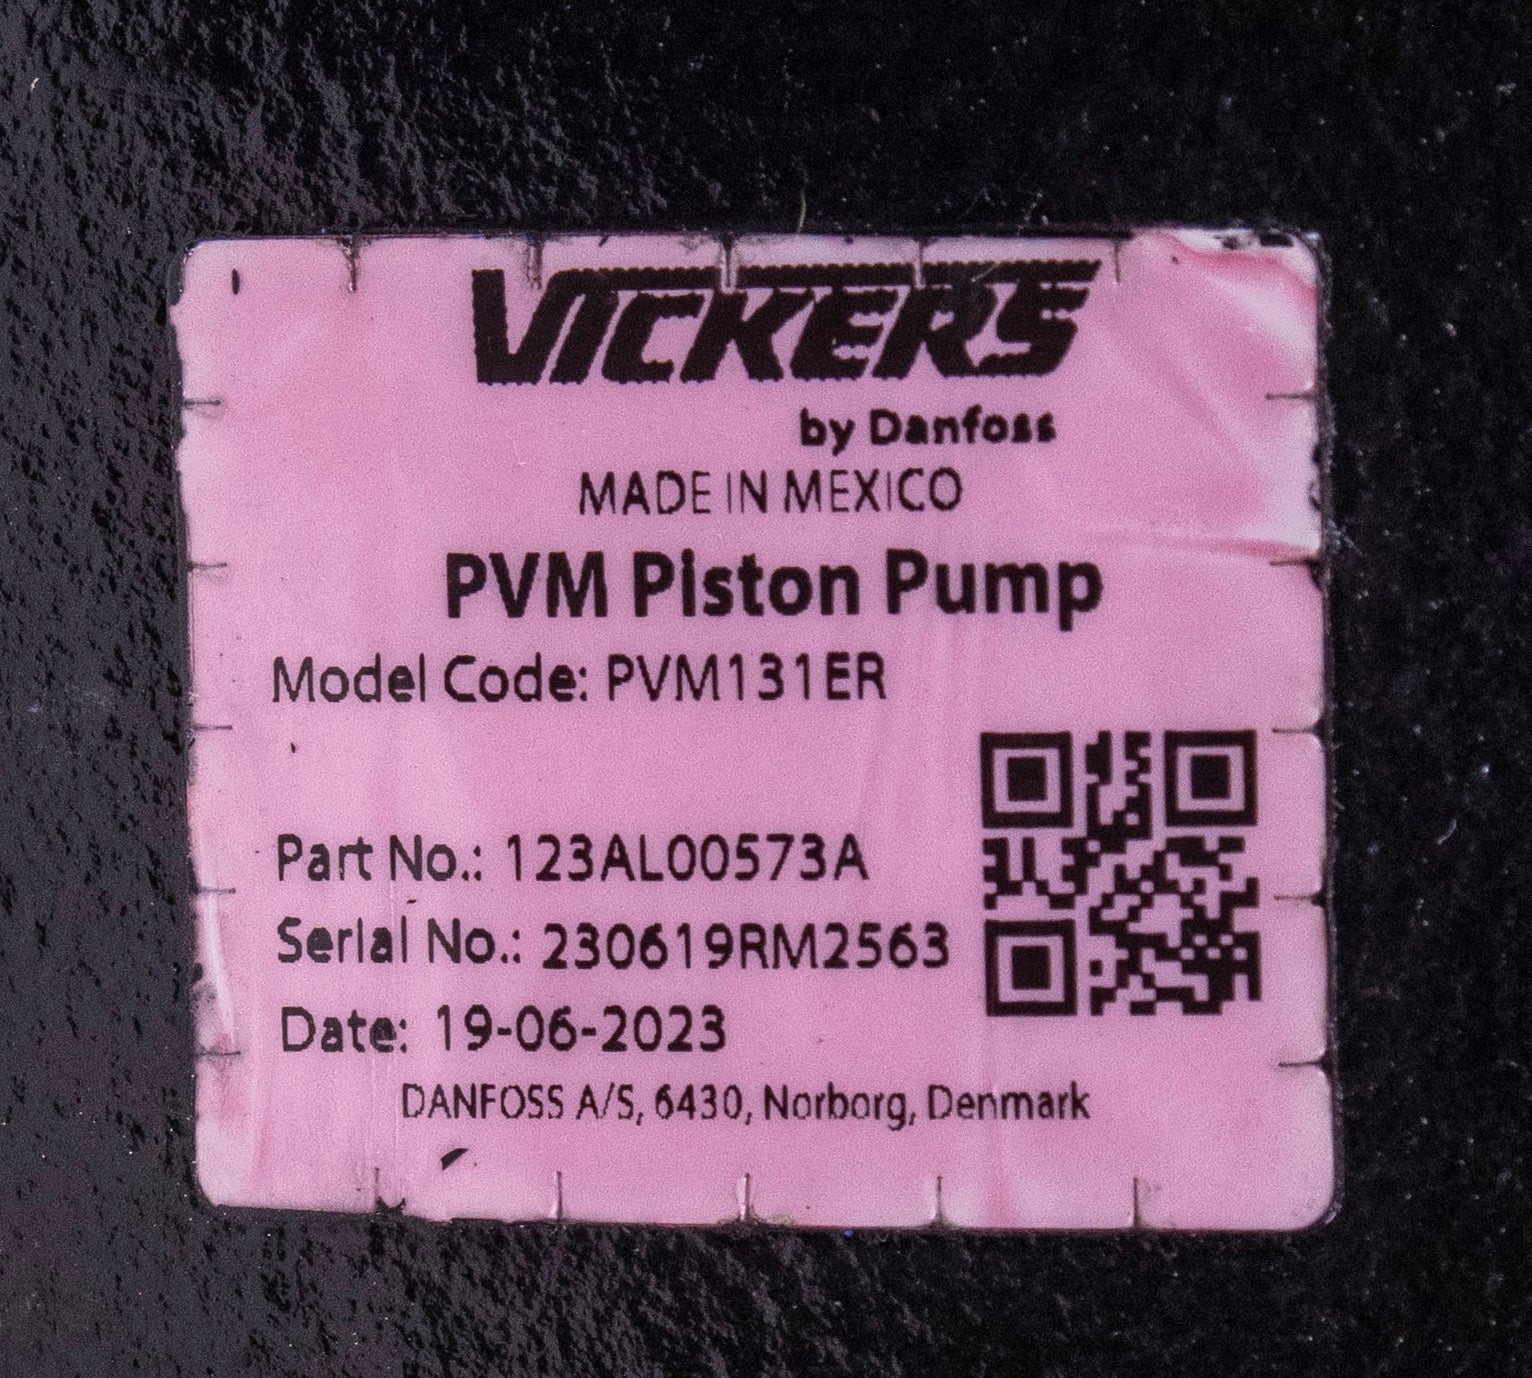 VICKERS
by Danfoss
MADE IN MEXICO
PVM Piston Pump
Model Code: PVM131ER
Part No.: 123AL00573A
Serial No.: 230619RM2563
Date: 19-06-2023
DANFOSS A/S, 6430, Norborg, Denmark